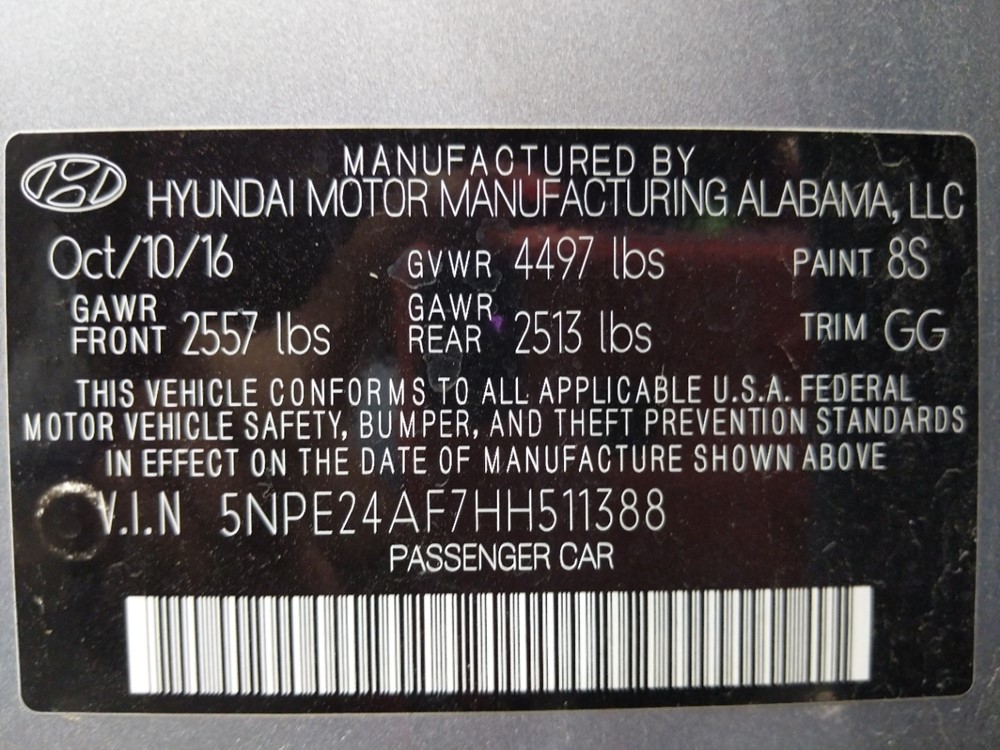 MANUFACTURED BY
HYUNDAI MOTOR MANUFACTURING ALABAMA, LLC
Oct/10/16 GVWR 4497 lbs PAINT 8S
GAWR FRONT 2557 lbs GAWR REAR 2513 lbs TRIM GG
THIS VEHICLE CONFORMS TO ALL APPLICABLE U.S.A. FEDERAL
MOTOR VEHICLE SAFETY, BUMPER, AND THEFT PREVENTION STANDARDS
IN EFFECT ON THE DATE OF MANUFACTURE SHOWN ABOVE
V.I.N 5NPE24AF7HH511388
PASSENGER CAR